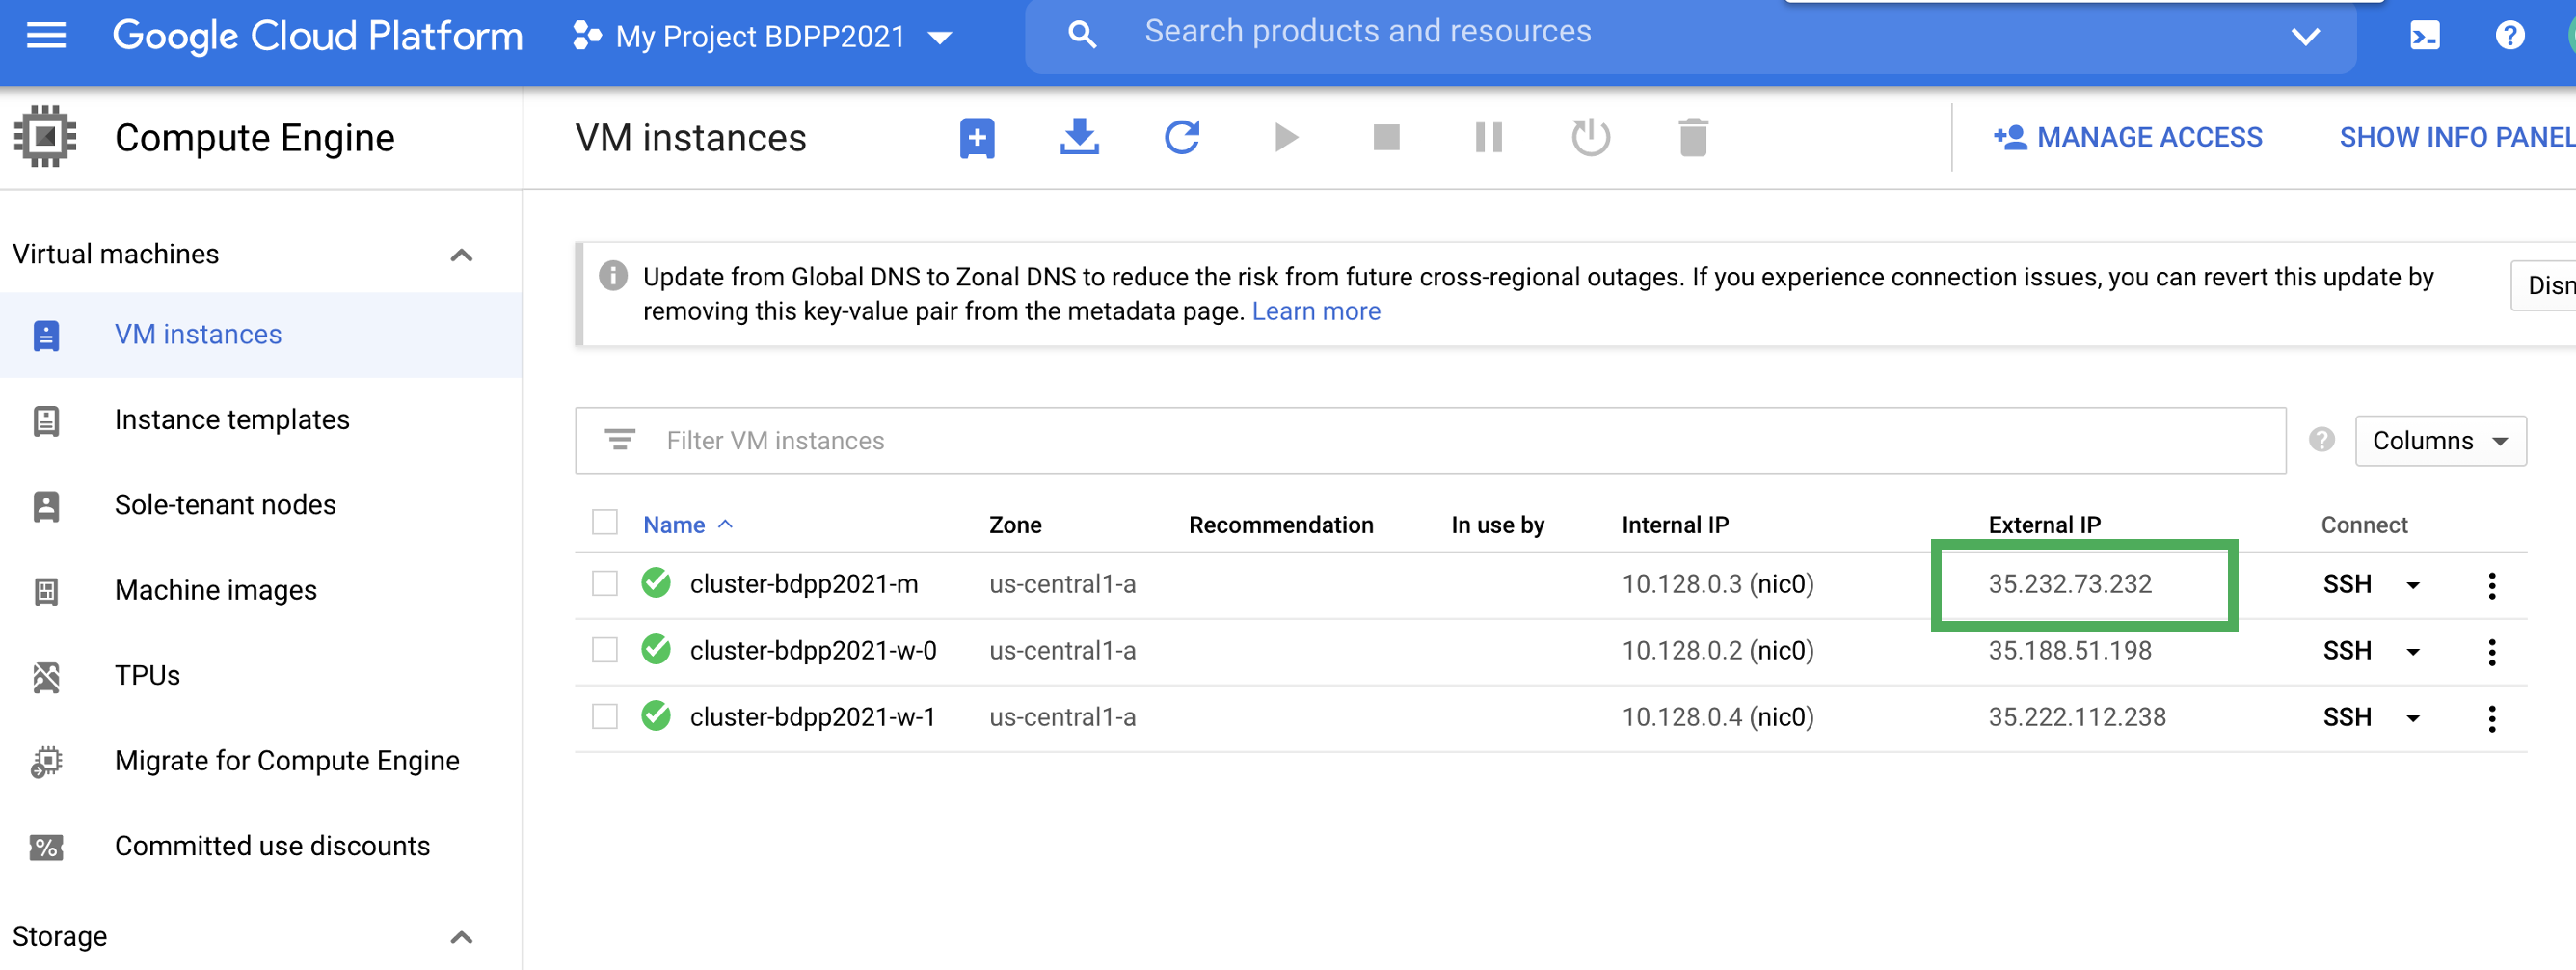 Google Cloud Platform
My Project BDPP2021
Search products and resources
Compute Engine
VM instances
MANAGE ACCESS
SHOW INFO PANEL
Virtual machines
VM instances
Instance templates
Sole-tenant nodes
Machine images
TPUs
Migrate for Compute Engine
Committed use discounts
Storage
Update from Global DNS to Zonal DNS to reduce the risk from future cross-regional outages. If you experience connection issues, you can revert this update by
removing this key-value pair from the metadata page. Learn more
Disn
Filter VM instances
Columns
Name Zone Recommendation In use by Internal IP External IP Connect
cluster-bdpp2021-m us-central1-a 10.128.0.3 (nic0) 35.232.73.232 SSH
cluster-bdpp2021-w-0 us-central1-a 10.128.0.2 (nic0) 35.188.51.198 SSH
cluster-bdpp2021-w-1 us-central1-a 10.128.0.4 (nic0) 35.222.112.238 SSH